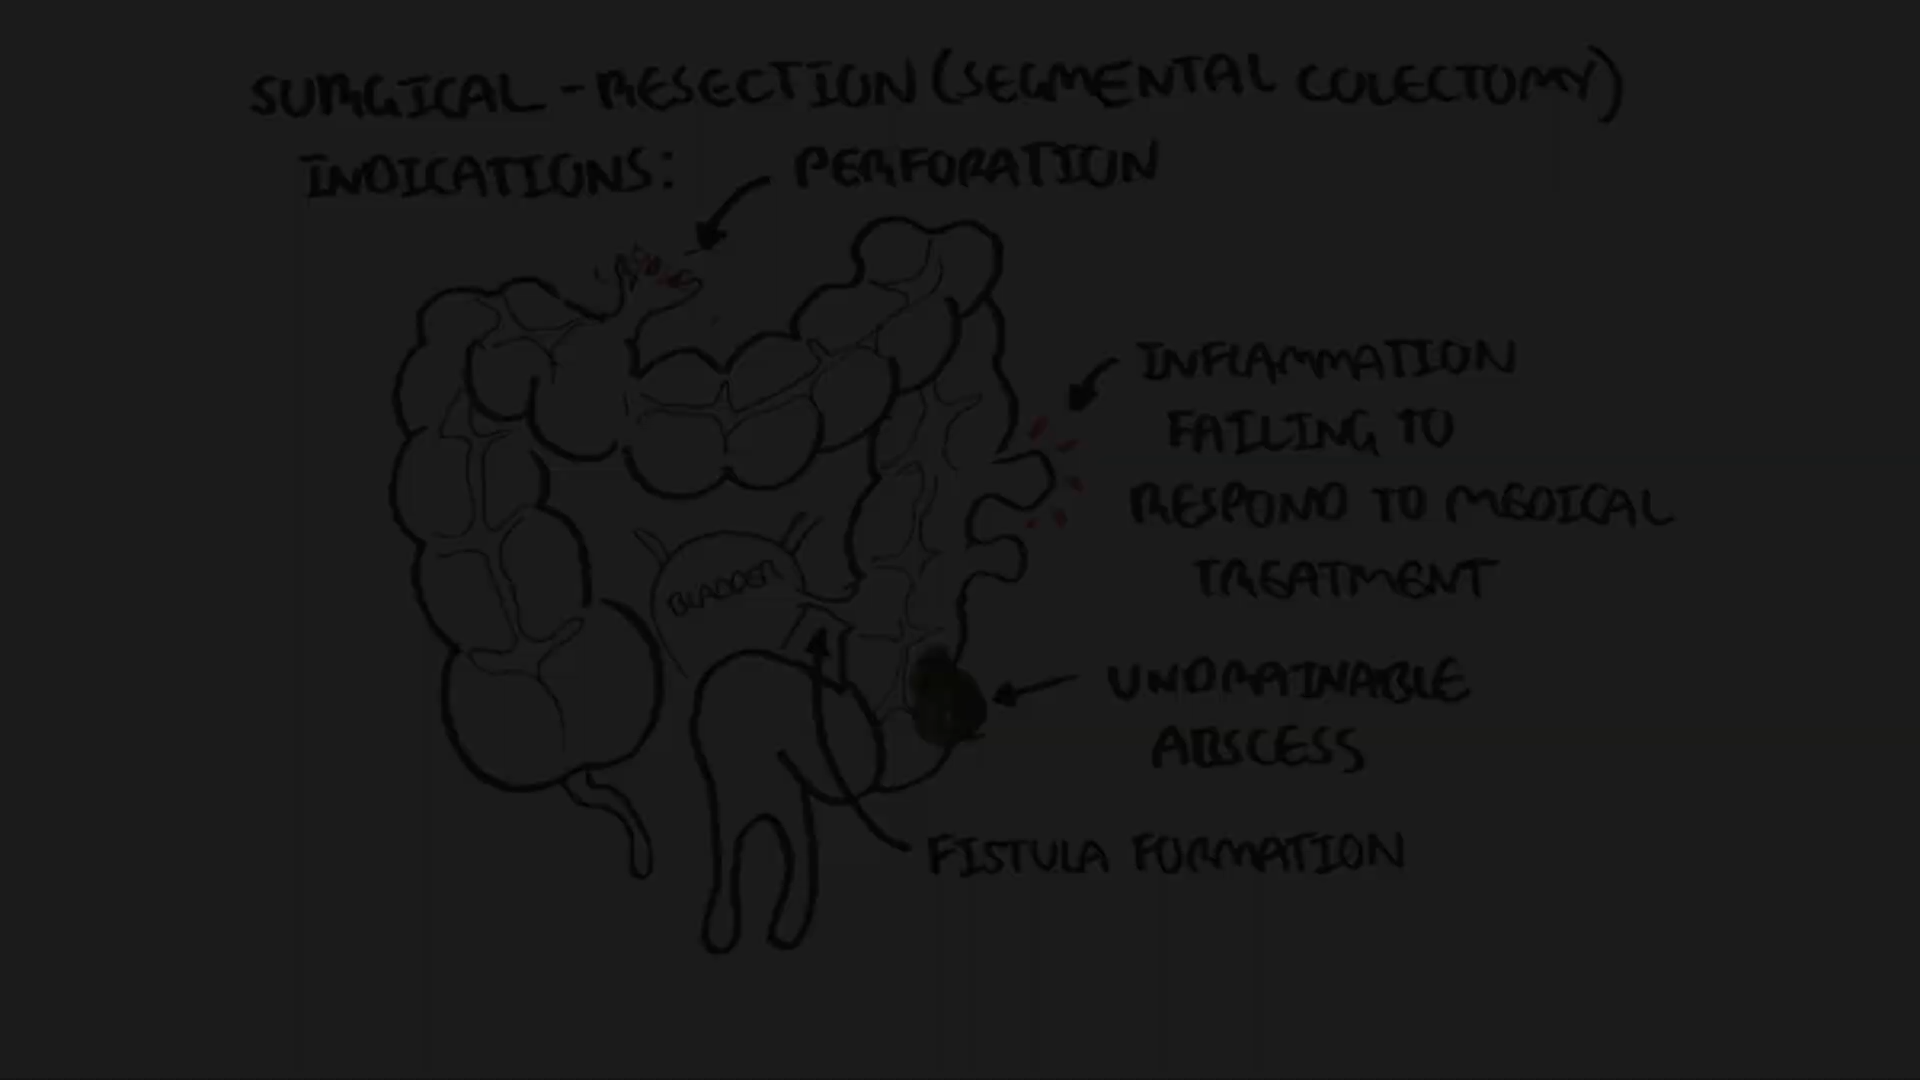 SURGICAL - RESECTION (SEGMENTAL COLECTOMY)
INDICATIONS:
PERFORATION
INFLAMMATION
FAILING TO
RESPOND TO MEDICAL
TREATMENT
BLADDER
UNDRAINABLE
ABSCESS
FISTULA FORMATION